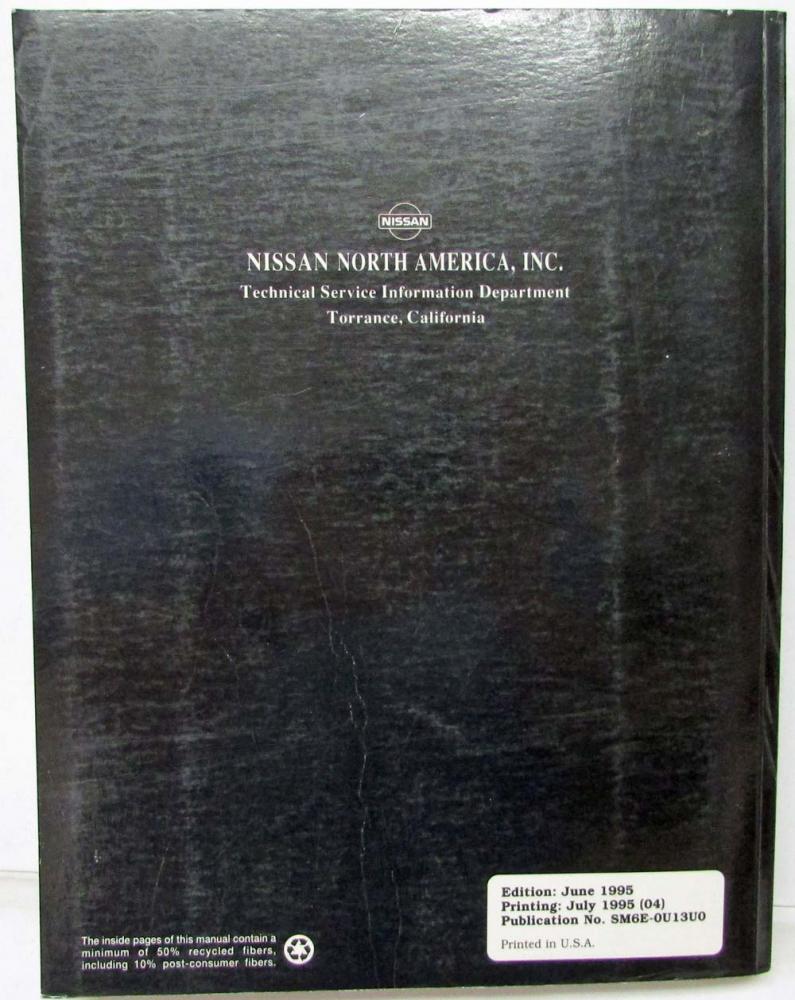 NISSAN
NISSAN NORTH AMERICA, INC.
Technical Service Information Department
Torrance, California
Edition: June 1995
Printing: July 1995 (04)
Publication No. SM6E-0U13U0
Printed in U.S.A.
The inside pages of this manual contain a
minimum of 50% recycled fibers,
including 10% post-consumer fibers.